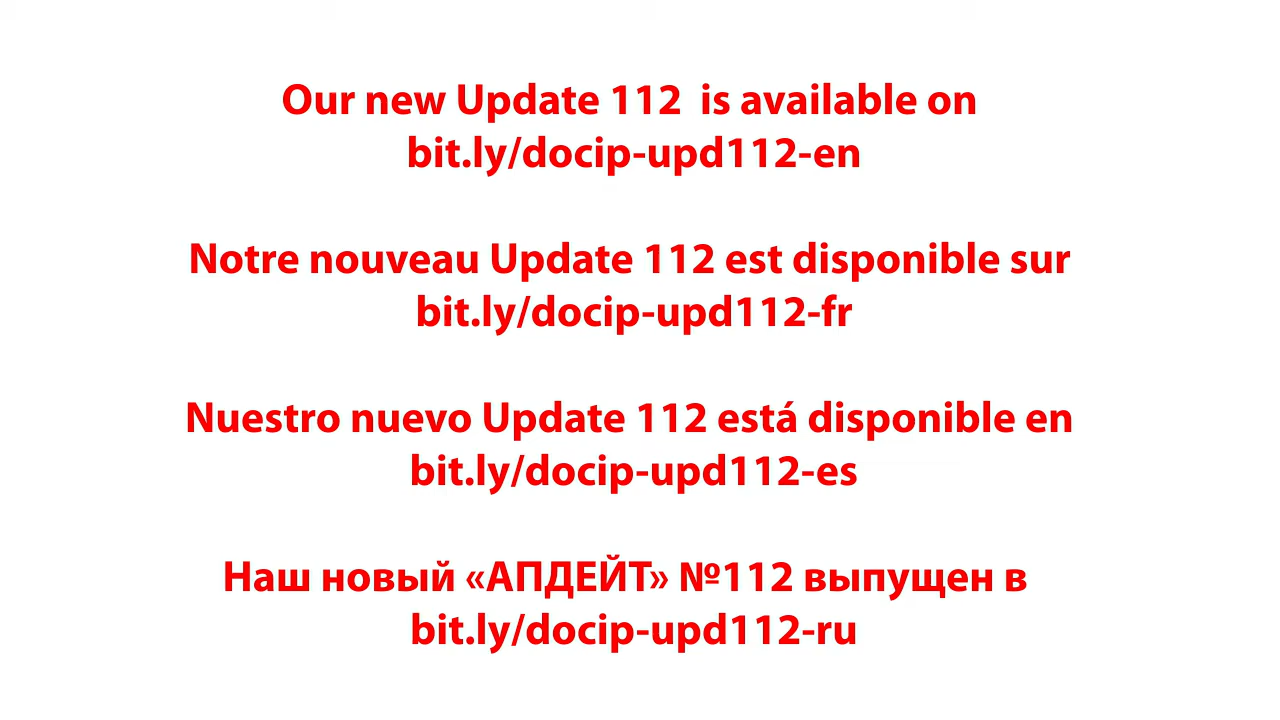 Our new Update 112 is available on
bit.ly/docip-upd112-en
Notre nouveau Update 112 est disponible sur
bit.ly/docip-upd112-fr
Nuestro nuevo Update 112 está disponible en
bit.ly/docip-upd112-es
Наш новый «АПДЕЙТ» №112 выпущен в
bit.ly/docip-upd112-ru